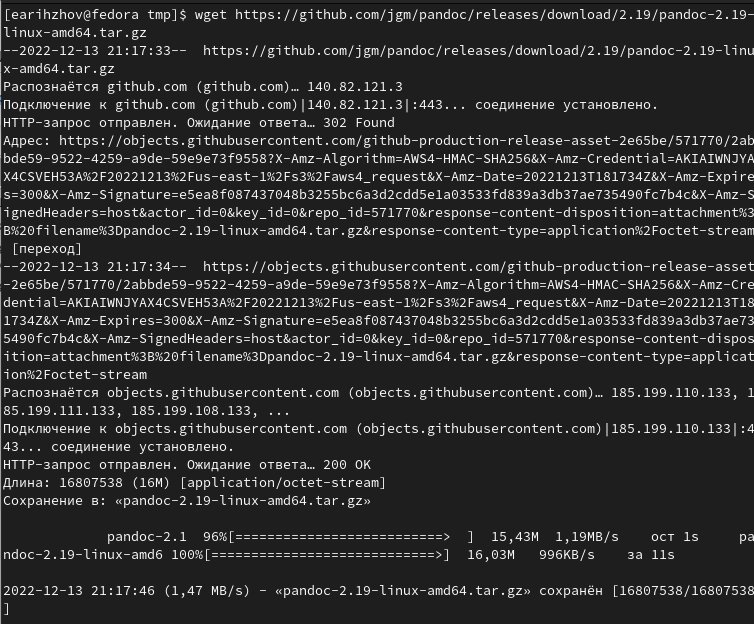 [earihzhov@fedora tmp]$ wget https://github.com/jgm/pandoc/releases/download/2.19/pandoc-2.19-
linux-amd64.tar.gz
--2022-12-13 21:17:33--  https://github.com/jgm/pandoc/releases/download/2.19/pandoc-2.19-linu
x-amd64.tar.gz
Распознаётся github.com (github.com)… 140.82.121.3
Подключение к github.com (github.com)|140.82.121.3|:443... соединение установлено.
HTTP-запрос отправлен. Ожидание ответа… 302 Found
Адрес: https://objects.githubusercontent.com/github-production-release-asset-2e65be/571770/2ab
bde59-9522-4259-a9de-59e9e73f9558?X-Amz-Algorithm=AWS4-HMAC-SHA256&X-Amz-Credential=AKIAIWNJYA
X4CSVEH53A%2F20221213%2Fus-east-1%2Fs3%2Faws4_request&X-Amz-Date=20221213T181734Z&X-Amz-Expire
s=300&X-Amz-Signature=e5ea8f087437048b3255bc6a3d2cdd5e1a03533fd839a3db37ae735490fc7b4c&X-Amz-S
ignedHeaders=host&actor_id=0&key_id=0&repo_id=571770&response-content-disposition=attachment%3
B%20filename%3Dpandoc-2.19-linux-amd64.tar.gz&response-content-type=application%2Foctet-stream
 [переход]
--2022-12-13 21:17:34--  https://objects.githubusercontent.com/github-production-release-asset
-2e65be/571770/2abbde59-9522-4259-a9de-59e9e73f9558?X-Amz-Algorithm=AWS4-HMAC-SHA256&X-Amz-Cre
dential=AKIAIWNJYAX4CSVEH53A%2F20221213%2Fus-east-1%2Fs3%2Faws4_request&X-Amz-Date=20221213T18
1734Z&X-Amz-Expires=300&X-Amz-Signature=e5ea8f087437048b3255bc6a3d2cdd5e1a03533fd839a3db37ae73
5490fc7b4c&X-Amz-SignedHeaders=host&actor_id=0&key_id=0&repo_id=571770&response-content-dispos
ition=attachment%3B%20filename%3Dpandoc-2.19-linux-amd64.tar.gz&response-content-type=applicat
ion%2Foctet-stream
Распознаётся objects.githubusercontent.com (objects.githubusercontent.com)… 185.199.110.133, 1
85.199.111.133, 185.199.108.133, ...
Подключение к objects.githubusercontent.com (objects.githubusercontent.com)|185.199.110.133|:4
43... соединение установлено.
HTTP-запрос отправлен. Ожидание ответа… 200 OK
Длина: 16807538 (16M) [application/octet-stream]
Сохранение в: «pandoc-2.19-linux-amd64.tar.gz»
pandoc-2.1  96%[==========================>  ]  15,43M  1,19MB/s    ост 1s     pa
ndoc-2.19-linux-amd6 100%[===========================>]  16,03M   996KB/s    за 11s
2022-12-13 21:17:46 (1,47 MB/s) - «pandoc-2.19-linux-amd64.tar.gz» сохранён [16807538/16807538
]